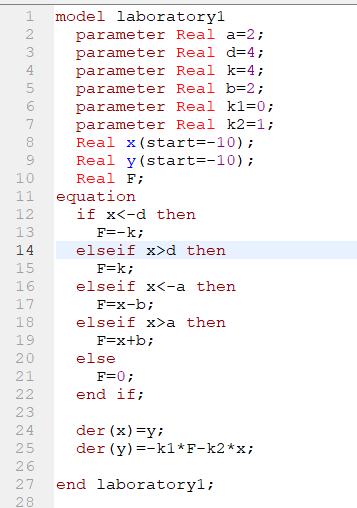 1 model laboratory1
2   parameter Real a=2;
3   parameter Real d=4;
4   parameter Real k=4;
5   parameter Real b=2;
6   parameter Real k1=0;
7   parameter Real k2=1;
8   Real x(start=-10);
9   Real y(start=-10);
10   Real F;
11 equation
12   if x<-d then
13     F=-k;
14   elseif x>d then
15     F=k;
16   elseif x<-a then
17     F=x-b;
18   elseif x>a then
19     F=x+b;
20   else
21     F=0;
22   end if;
23
24   der(x)=y;
25   der(y)=-k1*F-k2*x;
26
27 end laboratory1;
28